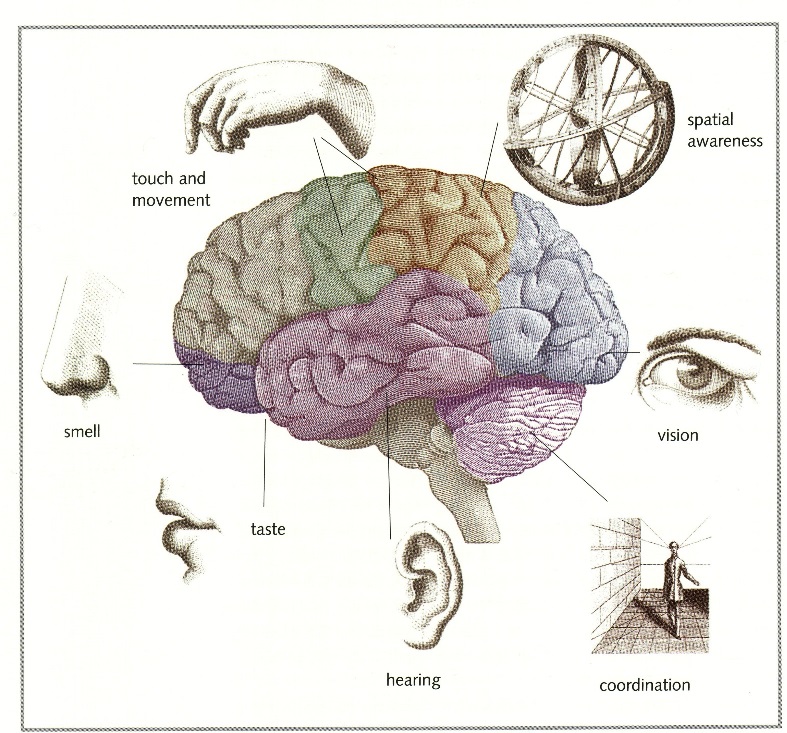 spatial
awareness
touch and
movement
smell
vision
taste
hearing
coordination